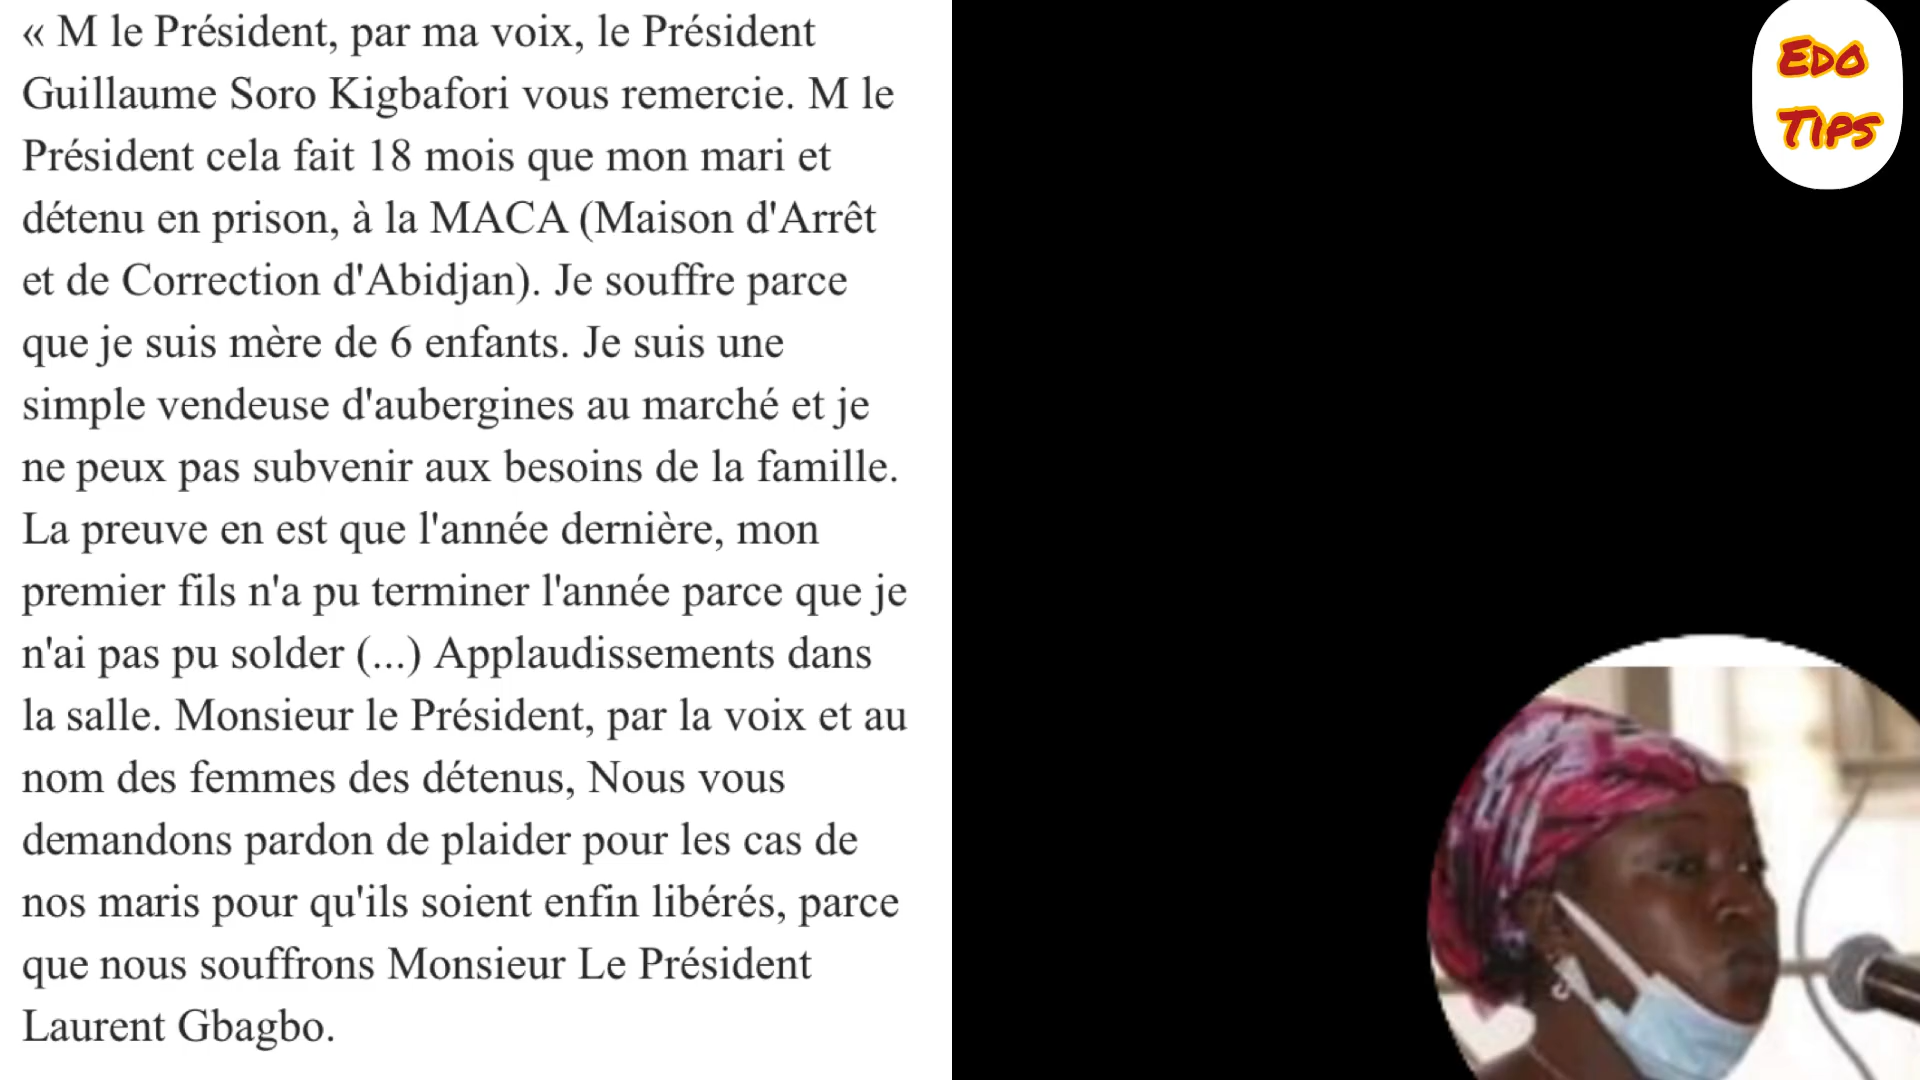 « M le Président, par ma voix, le Président
Guillaume Soro Kigbafori vous remercie. M le
Président cela fait 18 mois que mon mari et
détenu en prison, à la MACA (Maison d'Arrêt
et de Correction d'Abidjan). Je souffre parce
que je suis mère de 6 enfants. Je suis une
simple vendeuse d'aubergines au marché et je
ne peux pas subvenir aux besoins de la famille.
La preuve en est que l'année dernière, mon
premier fils n'a pu terminer l'année parce que je
n'ai pas pu solder (...) Applaudissements dans
la salle. Monsieur le Président, par la voix et au
nom des femmes des détenus, Nous vous
demandons pardon de plaider pour les cas de
nos maris pour qu'ils soient enfin libérés, parce
que nous souffrons Monsieur Le Président
Laurent Gbagbo.
EDO
TIPS